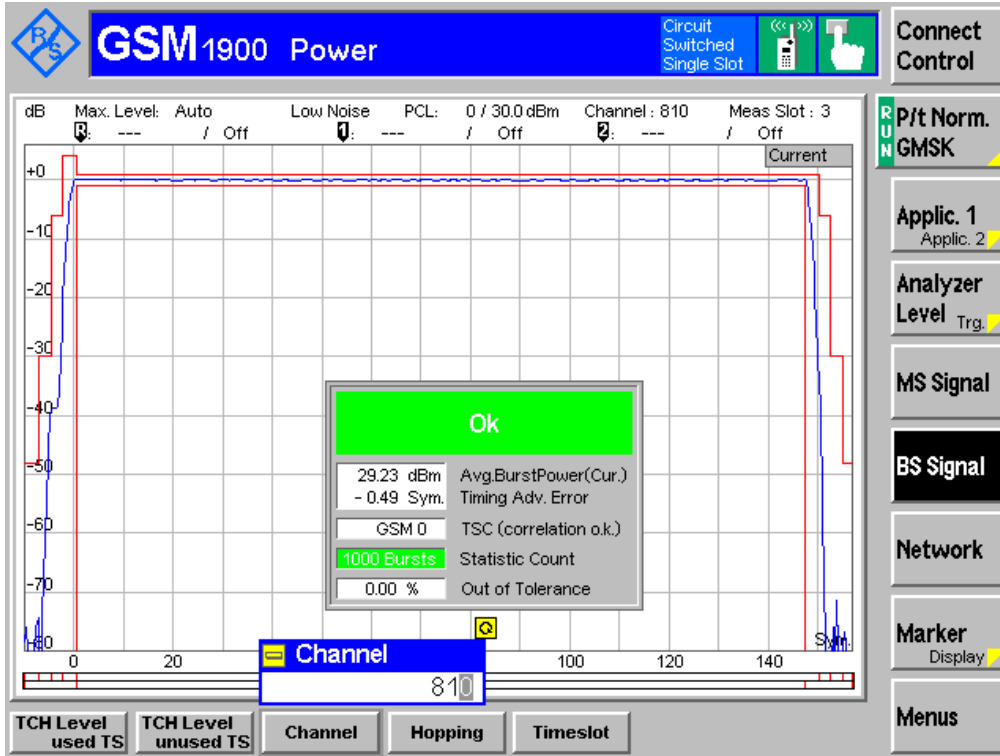 R/S
GSM1900 Power
Circuit
Switched
Single Slot
Connect
Control
dB Max. Level: Auto Low Noise PCL: 0 / 30.0 dBm Channel : 810 Meas Slot : 3
R: --- / Off 1: --- / Off 2: --- / Off
Current
RUN
P/t Norm.
GMSK
Applic. 1
Applic. 2
Analyzer
Level Trg.
MS Signal
BS Signal
Network
Marker
Display
Menus
+0
-10
-20
-30
-40
-50
-60
-70
Ok
29.23 dBm Avg.BurstPower(Cur.)
- 0.49 Sym. Timing Adv. Error
GSM 0 TSC (correlation o.k.)
1000 Bursts Statistic Count
0.00 % Out of Tolerance
Sym.
0 20 100 120 140
Channel
810
TCH Level
used TS
TCH Level
unused TS
Channel
Hopping
Timeslot